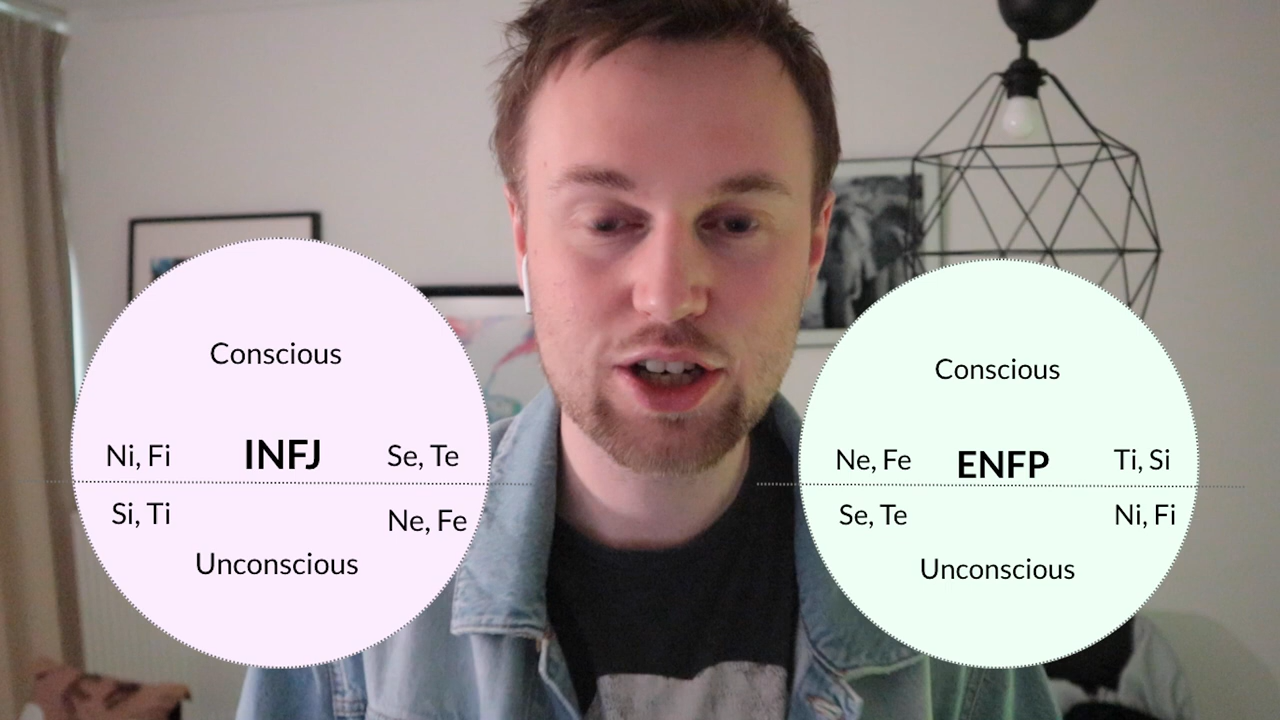 Conscious
Ni, Fi INFJ Se, Te
Si, Ti Ne, Fe
Unconscious
Conscious
Ne, Fe ENFP Ti, Si
Se, Te Ni, Fi
Unconscious